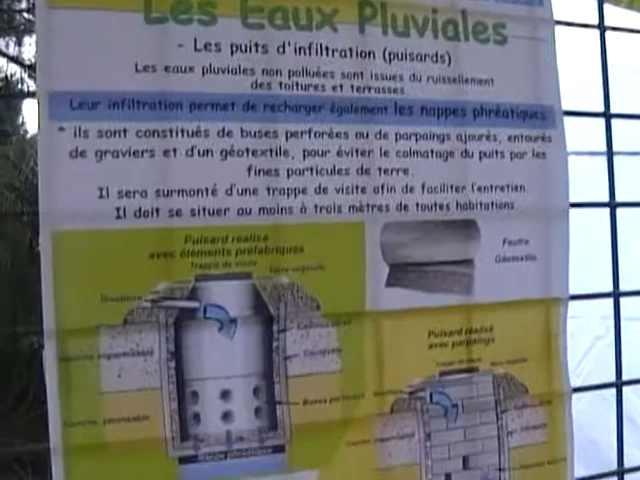 Les Eaux Pluviales
- Les puits d'infiltration (puisards)
Les eaux pluviales non polluées sont issues du ruissellement
des toitures et terrasses.
Leur infiltration permet de recharger également les nappes phréatiques.
* ils sont constitués de buses perforées ou de parpaings ajourés, entourés
de graviers et d'un géotextile, pour éviter le colmatage du puits par les
fines particules de terre.
Il sera surmonté d'une trappe de visite afin de faciliter l'entretien.
Il doit se situer au moins à trois mètres de toutes habitations
Puisard réalisé
avec éléments préfabriqués
Trappe de visite
Terre végétale
Feutre
Géotextile
Puisard réalisé
avec parpaings
Buses perforées
Nappe phréatique